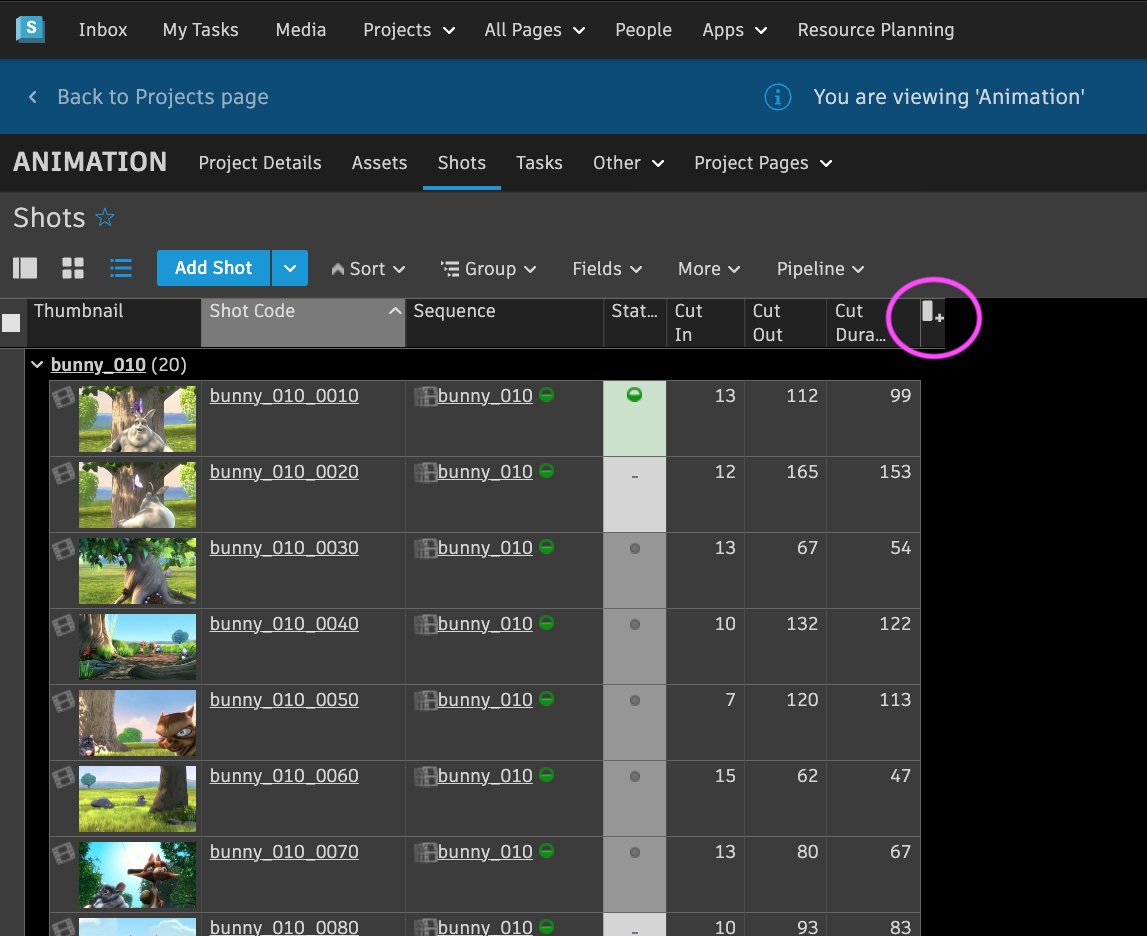 S Inbox My Tasks Media Projects All Pages People Apps Resource Planning
Back to Projects page You are viewing 'Animation'
ANIMATION Project Details Assets Shots Tasks Other Project Pages
Shots
Add Shot Sort Group Fields More Pipeline
Thumbnail Shot Code Sequence Stat... Cut In Cut Out Cut Dura...
bunny_010 (20)
bunny_010_0010 bunny_010 13 112 99
bunny_010_0020 bunny_010 - 12 165 153
bunny_010_0030 bunny_010 13 67 54
bunny_010_0040 bunny_010 10 132 122
bunny_010_0050 bunny_010 7 120 113
bunny_010_0060 bunny_010 15 62 47
bunny_010_0070 bunny_010 13 80 67
bunny_010_0080 bunny_010 - 10 93 83